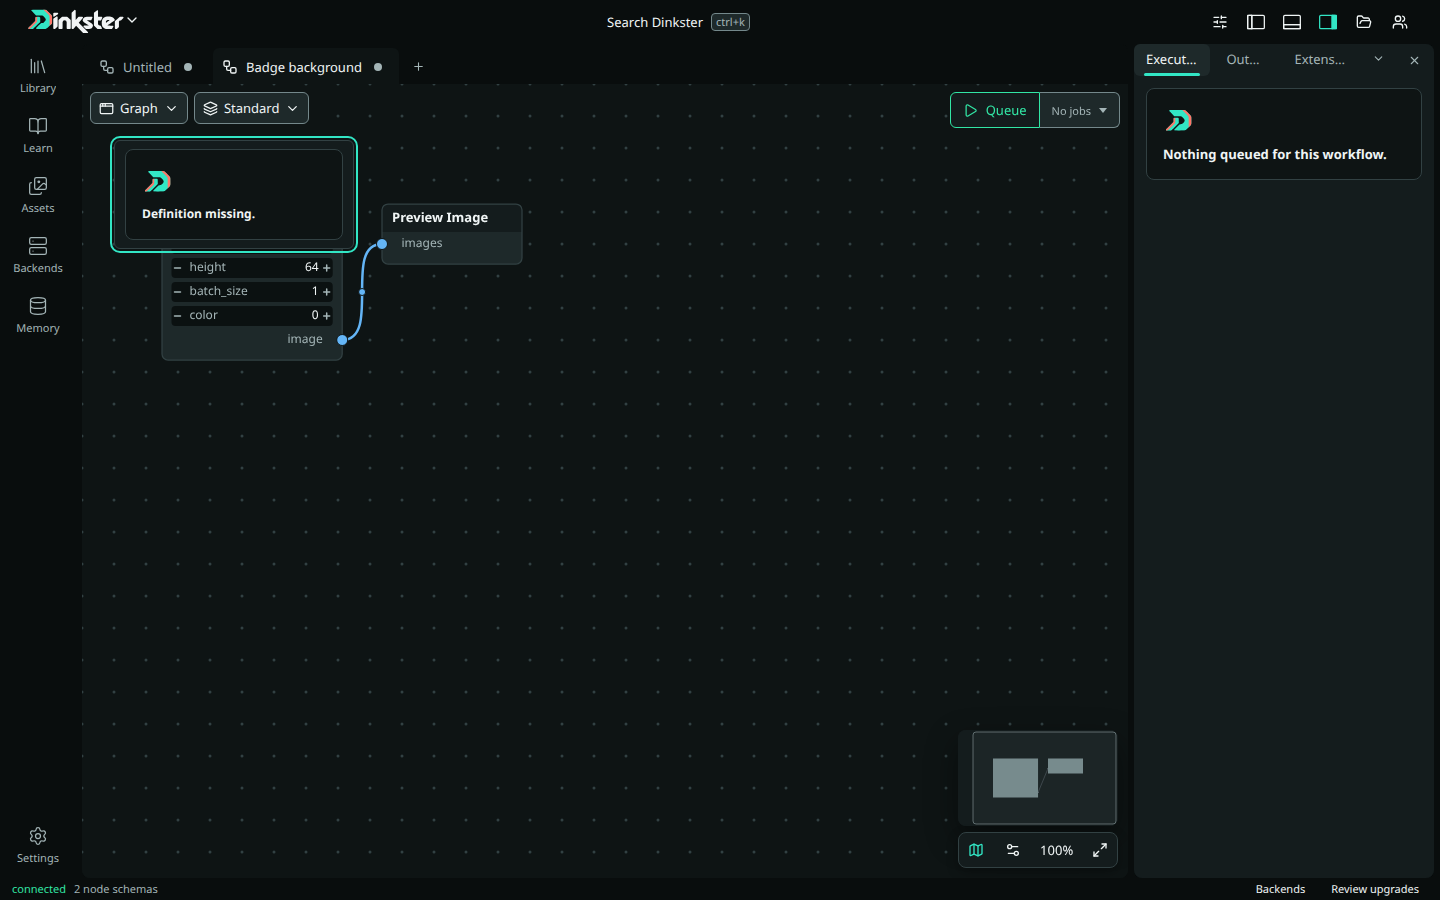 Dinkster
Search Dinkster ctrl+k
Library
Learn
Assets
Backends
Memory
Settings
Untitled
Badge background
Graph
Standard
Queue
No jobs
Definition missing.
height 64
batch_size 1
color 0
image
Preview Image
images
100%
Execut...
Out...
Extens...
Nothing queued for this workflow.
connected 2 node schemas
Backends
Review upgrades